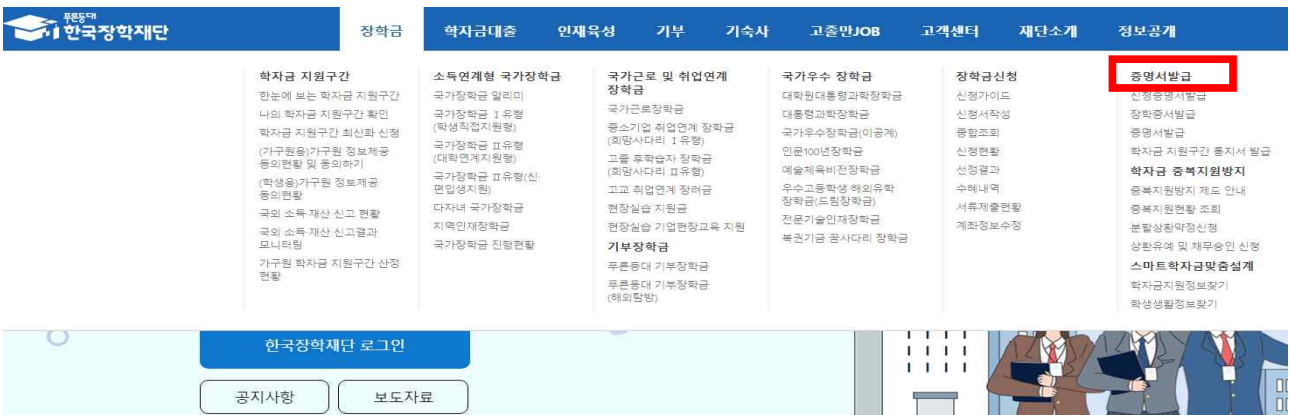 푸른등대
한국장학재단
장학금 학자금대출 인재육성 기부 기숙사 고졸만JOB 고객센터 재단소개 정보공개
학자금 지원구간
한눈에 보는 학자금 지원구간
나의 학자금 지원구간 확인
학자금 지원구간 최신화 신청
(가구원용)가구원 정보제공
동의현황 및 동의하기
(학생용)가구원 정보제공
동의현황
국외 소득·재산 신고 현황
국외 소득·재산 신고결과
모니터링
가구원 학자금 지원구간 산정
현황
소득연계형 국가장학금
국가장학금 알리미
국가장학금 Ⅰ유형
(학생직접지원형)
국가장학금 Ⅱ유형
(대학연계지원형)
국가장학금 Ⅱ유형(신·
편입생지원)
다자녀 국가장학금
지역인재장학금
국가장학금 진행현황
국가근로 및 취업연계
장학금
국가근로장학금
중소기업 취업연계 장학금
(희망사다리 Ⅰ유형)
고졸 후학습자 장학금
(희망사다리 Ⅱ유형)
고교 취업연계 장려금
현장실습 지원금
현장실습 기업현장교육 지원
기부장학금
푸른등대 기부장학금
푸른등대 기부장학금
(해외탐방)
국가우수 장학금
대학원대통령과학장학금
대통령과학장학금
국가우수장학금(이공계)
인문100년장학금
예술체육비전장학금
우수고등학생 해외유학
장학금(드림장학금)
전문기술인재장학금
복권기금 꿈사다리 장학금
장학금신청
신청가이드
신청서작성
종합조회
신청현황
선정결과
수혜내역
서류제출현황
계좌정보수정
증명서발급
신청증명서발급
장학증서발급
증명서발급
학자금 지원구간 통지서 발급
학자금 중복지원방지
중복지원방지 제도 안내
중복지원현황 조회
분할상환약정신청
상환유예 및 채무승인 신청
스마트학자금맞춤설계
학자금지원정보찾기
학생생활정보찾기
한국장학재단 로그인
공지사항 보도자료